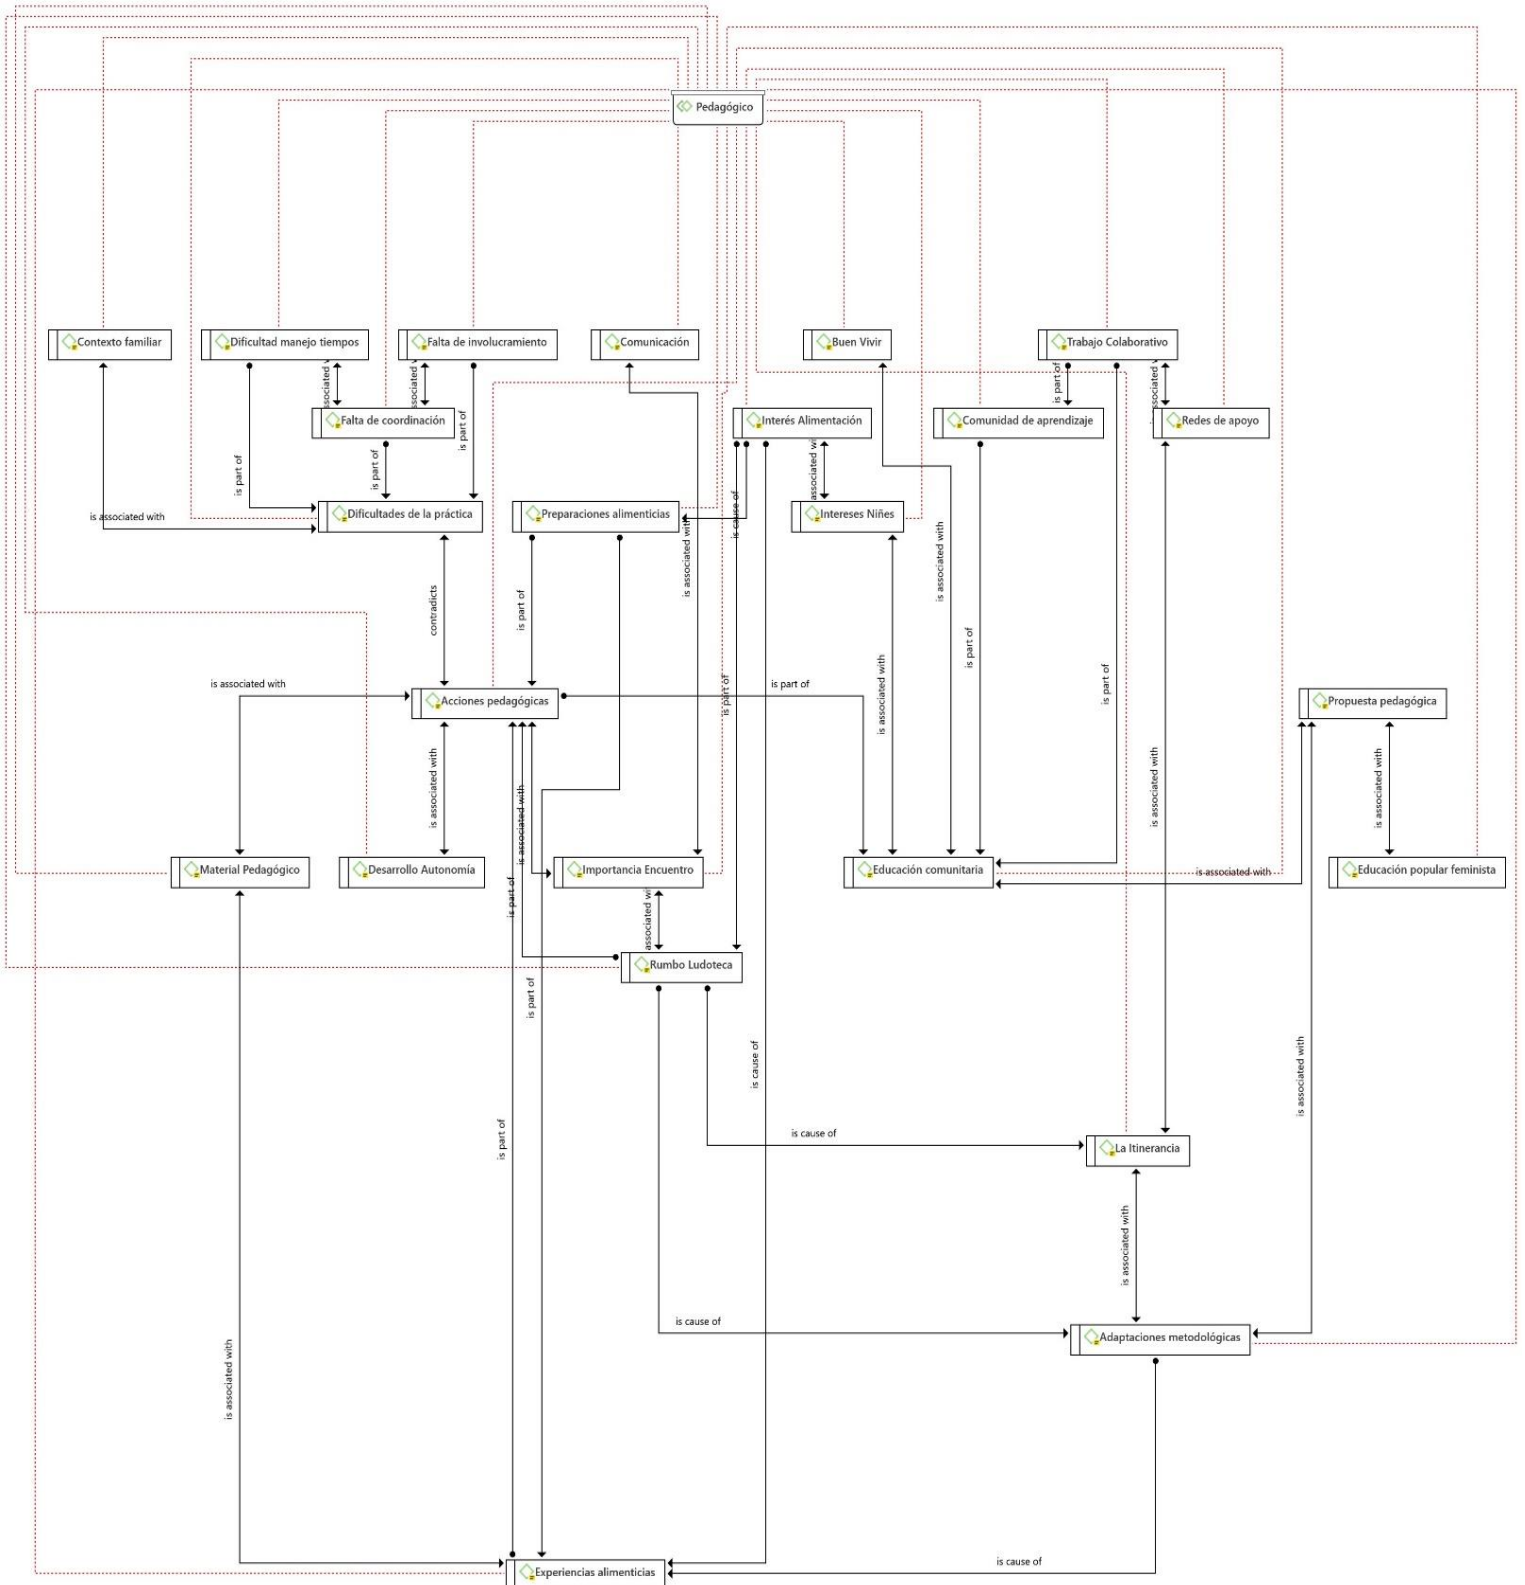 Pedagógico
Contexto familiar
Dificultad manejo tiempos
Falta de involucramiento
Comunicación
Buen Vivir
Trabajo Colaborativo
is part of
Falta de coordinación
Interés Alimentación
Comunidad de aprendizaje
Redes de apoyo
is part of
is part of
is part of
is associated with
Dificultades de la práctica
Preparaciones alimenticias
is cause of
Intereses Niñes
is associated with
is associated with
contradicts
is part of
is part of
is associated with
is part of
is associated with
Acciones pedagógicas
is part of
is part of
Propuesta pedagógica
is associated with
is associated with
is associated with
is associated with
Material Pedagógico
Desarrollo Autonomía
Importancia Encuentro
Educación comunitaria
is associated with
Educación popular feminista
is part of
Rumbo Ludoteca
is part of
is cause of
is associated with
is part of
is cause of
La Itinerancia
is associated with
is cause of
Adaptaciones metodológicas
is associated with
Experiencias alimenticias
is cause of